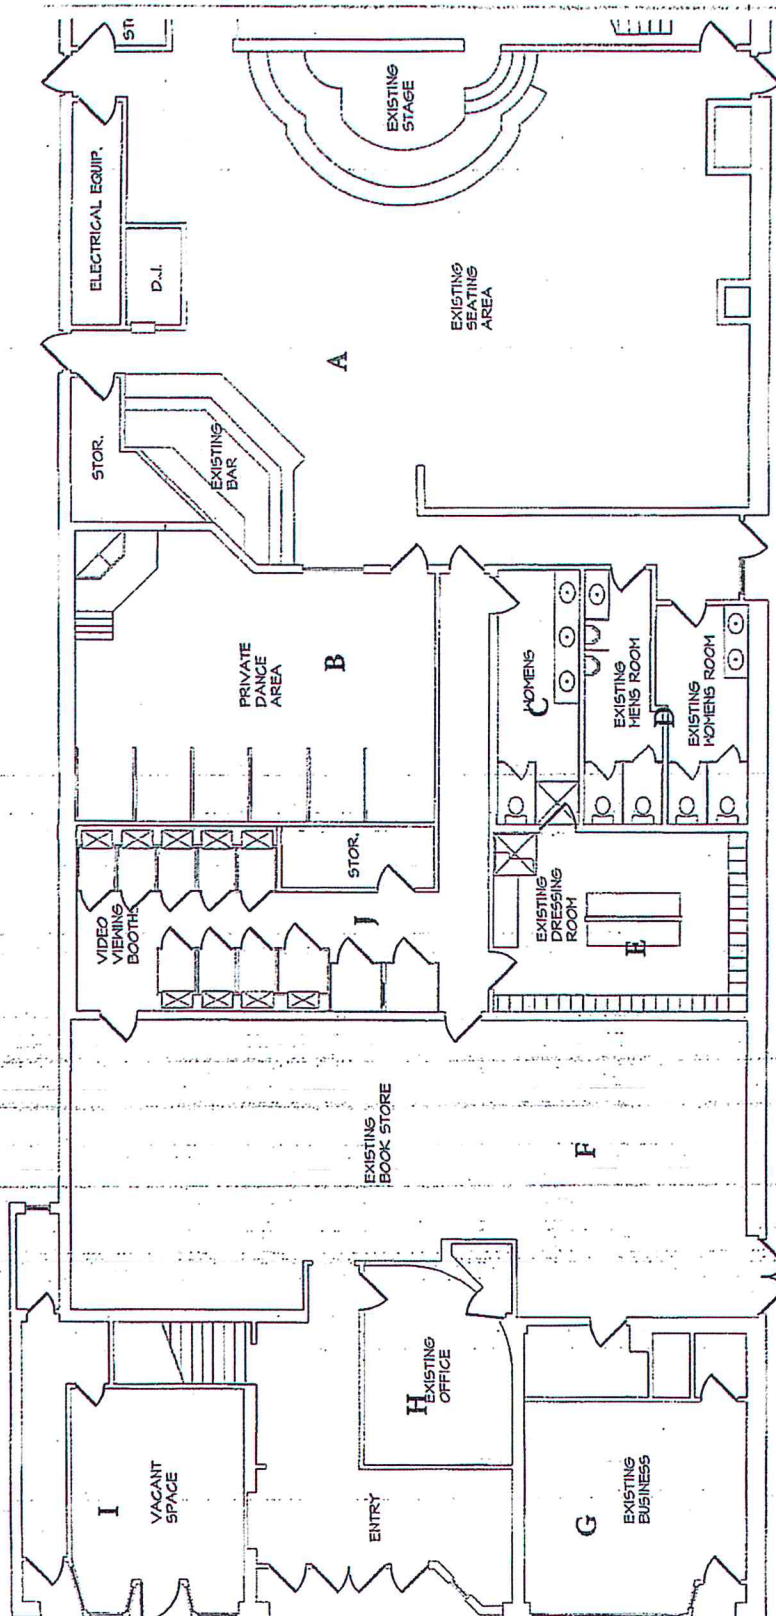 STO
EXISTING
STAGE
ELECTRICAL EQUIP.
D.J.
EXISTING
SEATING
AREA
A
STOR.
EXISTING
BAR
PRIVATE
DANCE
AREA
B
WOMENS
C
EXISTING
MENS ROOM
D
EXISTING
WOMENS ROOM
VIDEO
VIEWING
BOOTHS
STOR.
J
EXISTING
DRESSING
ROOM
E
EXISTING
BOOK STORE
F
H
EXISTING
OFFICE
I
VACANT
SPACE
ENTRY
G
EXISTING
BUSINESS